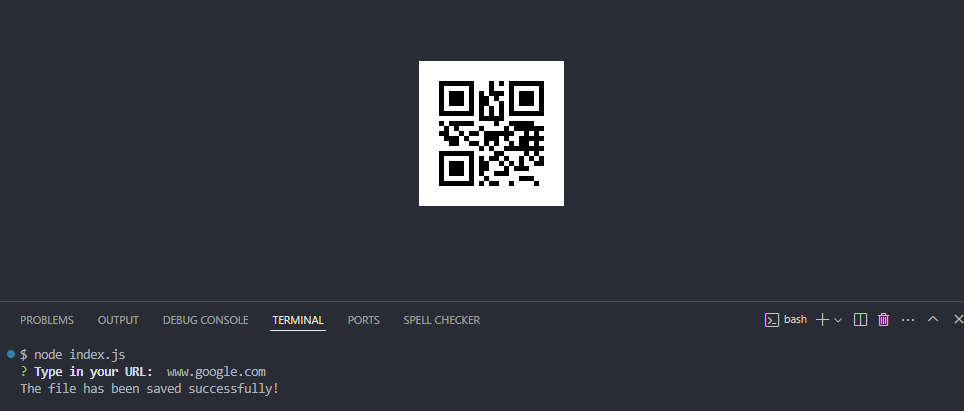 PROBLEMS OUTPUT DEBUG CONSOLE TERMINAL PORTS SPELL CHECKER bash
$ node index.js
? Type in your URL: www.google.com
The file has been saved successfully!